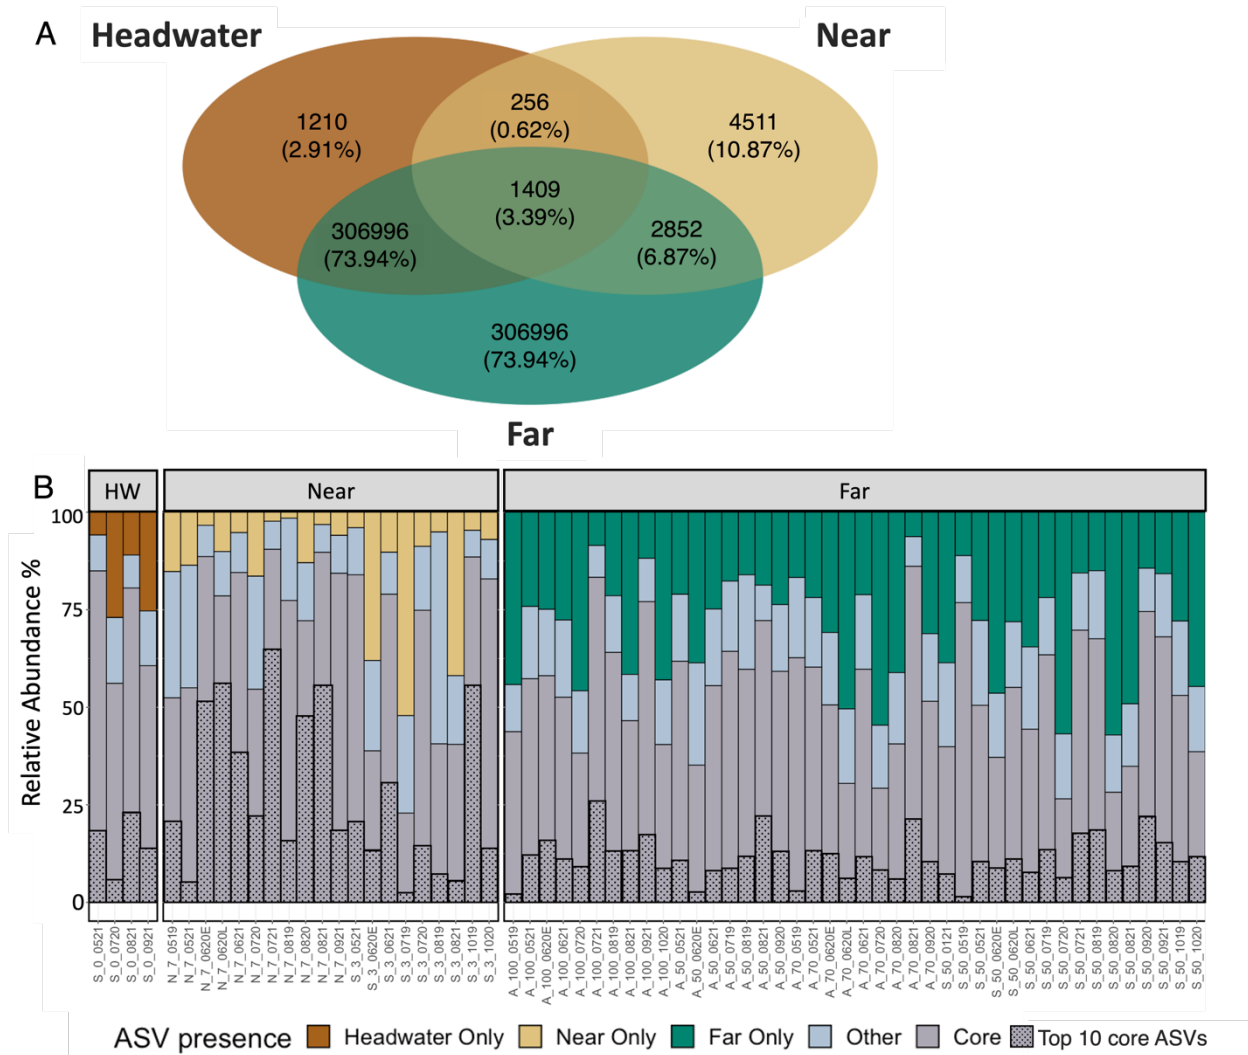 A
Headwater
Near
256
(0.62%)
1210
(2.91%)
4511
(10.87%)
1409
(3.39%)
306996
(73.94%)
2852
(6.87%)
306996
(73.94%)
Far
B
HW
Near
Far
Relative Abundance %
100
75
50
25
0
S_0_0521
S_0_0720
S_0_0821
S_0_0921
N_7_0519
N_7_0521
N_7_0620E
N_7_0620L
N_7_0621
N_7_0720
N_7_0721
N_7_0819
N_7_0820
N_7_0821
N_7_0921
S_3_0521
S_3_0620E
S_3_0621
S_3_0719
S_3_0720
S_3_0819
S_3_0821
S_3_1019
S_3_1020
A_100_0519
A_100_0521
A_100_0620E
A_100_0621
A_100_0720
A_100_0721
A_100_0819
A_100_0820
A_100_0921
A_100_1020
A_50_0521
A_50_0620E
A_50_0621
A_50_0719
A_50_0819
A_50_0821
A_50_0920
A_70_0519
A_70_0521
A_70_0620E
A_70_0620L
A_70_0621
A_70_0720
A_70_0820
A_70_0821
A_70_0920
S_50_0121
S_50_0519
S_50_0521
S_50_0620E
S_50_0620L
S_50_0621
S_50_0719
S_50_0720
S_50_0721
S_50_0819
S_50_0820
S_50_0821
S_50_0920
S_50_0921
S_50_1019
S_50_1020
ASV presence
Headwater Only
Near Only
Far Only
Other
Core
Top 10 core ASVs